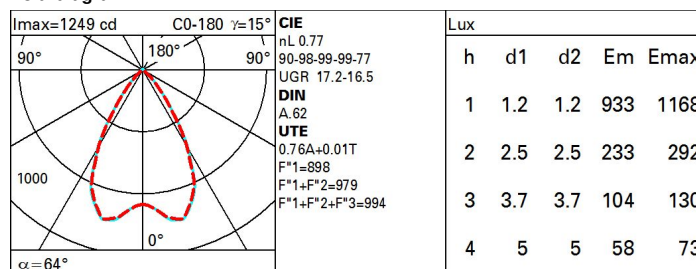 Imax=1249 cd C0-180 γ=15°
90° 180° 90°
1000
0°
α=64°
CIE
nL 0.77
90-98-99-99-77
UGR 17.2-16.5
DIN
A.62
UTE
0.76A+0.01T
F"1=898
F"1+F"2=979
F"1+F"2+F"3=994
Lux
h d1 d2 Em Emax
1 1.2 1.2 933 1168
2 2.5 2.5 233 292
3 3.7 3.7 104 130
4 5 5 58 73